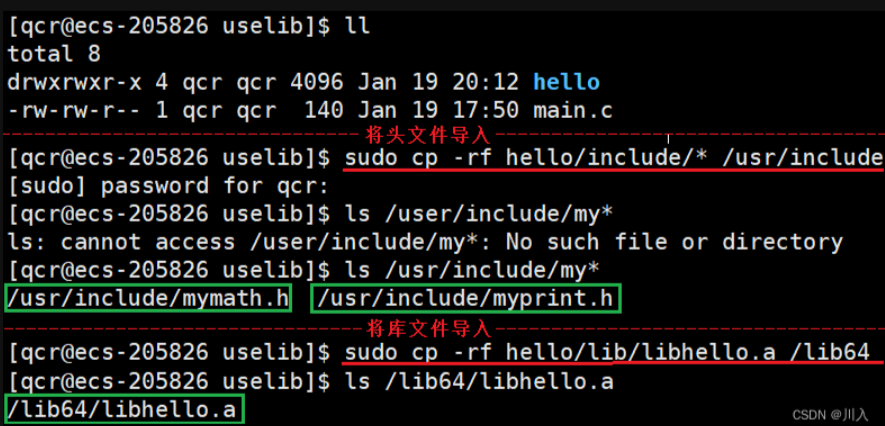 [qcr@ecs-205826 uselib]$ ll
total 8
drwxrwxr-x 4 qcr qcr 4096 Jan 19 20:12 hello
-rw-rw-r-- 1 qcr qcr  140 Jan 19 17:50 main.c
将头文件导入
[qcr@ecs-205826 uselib]$ sudo cp -rf hello/include/* /usr/include
[sudo] password for qcr:
[qcr@ecs-205826 uselib]$ ls /user/include/my*
ls: cannot access /user/include/my*: No such file or directory
[qcr@ecs-205826 uselib]$ ls /usr/include/my*
/usr/include/mymath.h  /usr/include/myprint.h
将库文件导入
[qcr@ecs-205826 uselib]$ sudo cp -rf hello/lib/libhello.a /lib64
[qcr@ecs-205826 uselib]$ ls /lib64/libhello.a
/lib64/libhello.a
CSDN @川入